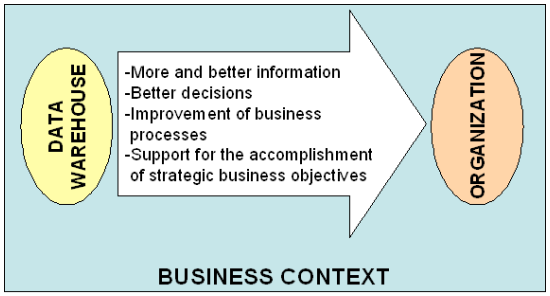 DATA
WAREHOUSE
-More and better information
-Better decisions
-Improvement of business
processes
-Support for the accomplishment
of strategic business objectives
ORGANIZATION
BUSINESS CONTEXT